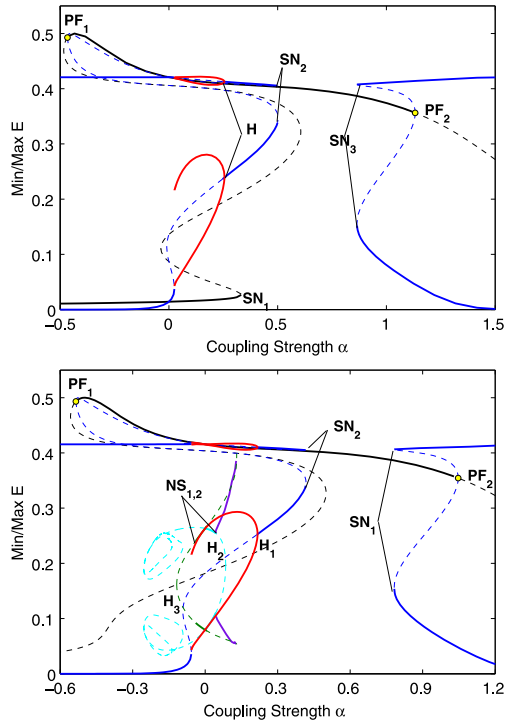 PF1
0.5
SN2
0.4
H
PF2
SN3
0.3
0.2
0.1
SN1
0
−0.5 0 0.5 1 1.5
Min/Max E
Coupling Strength α
PF1
0.5
SN2
0.4
NS1,2
PF2
0.3
SN1
H2 H1
0.2
H3
0.1
0
−0.6 −0.3 0 0.3 0.6 0.9 1.2
Min/Max E
Coupling Strength α